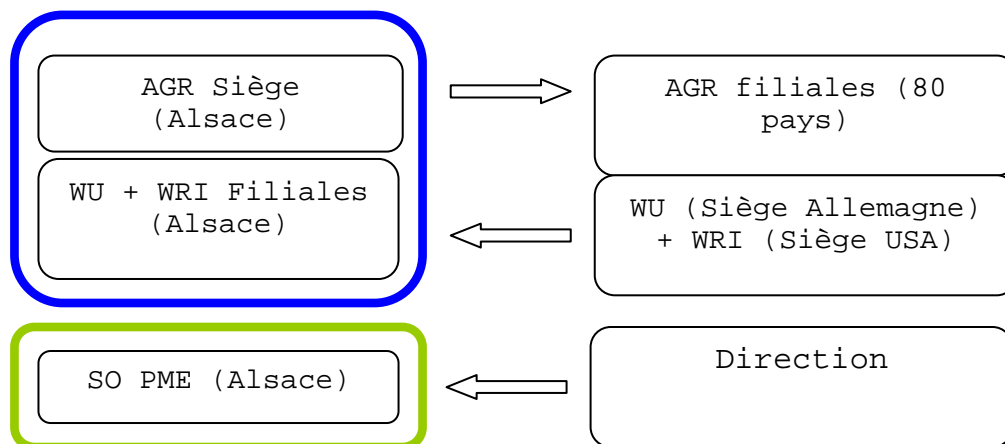 AGR Siège
(Alsace)
AGR filiales (80
pays)
WU + WRI Filiales
(Alsace)
WU (Siège Allemagne)
+ WRI (Siège USA)
SO PME (Alsace)
Direction